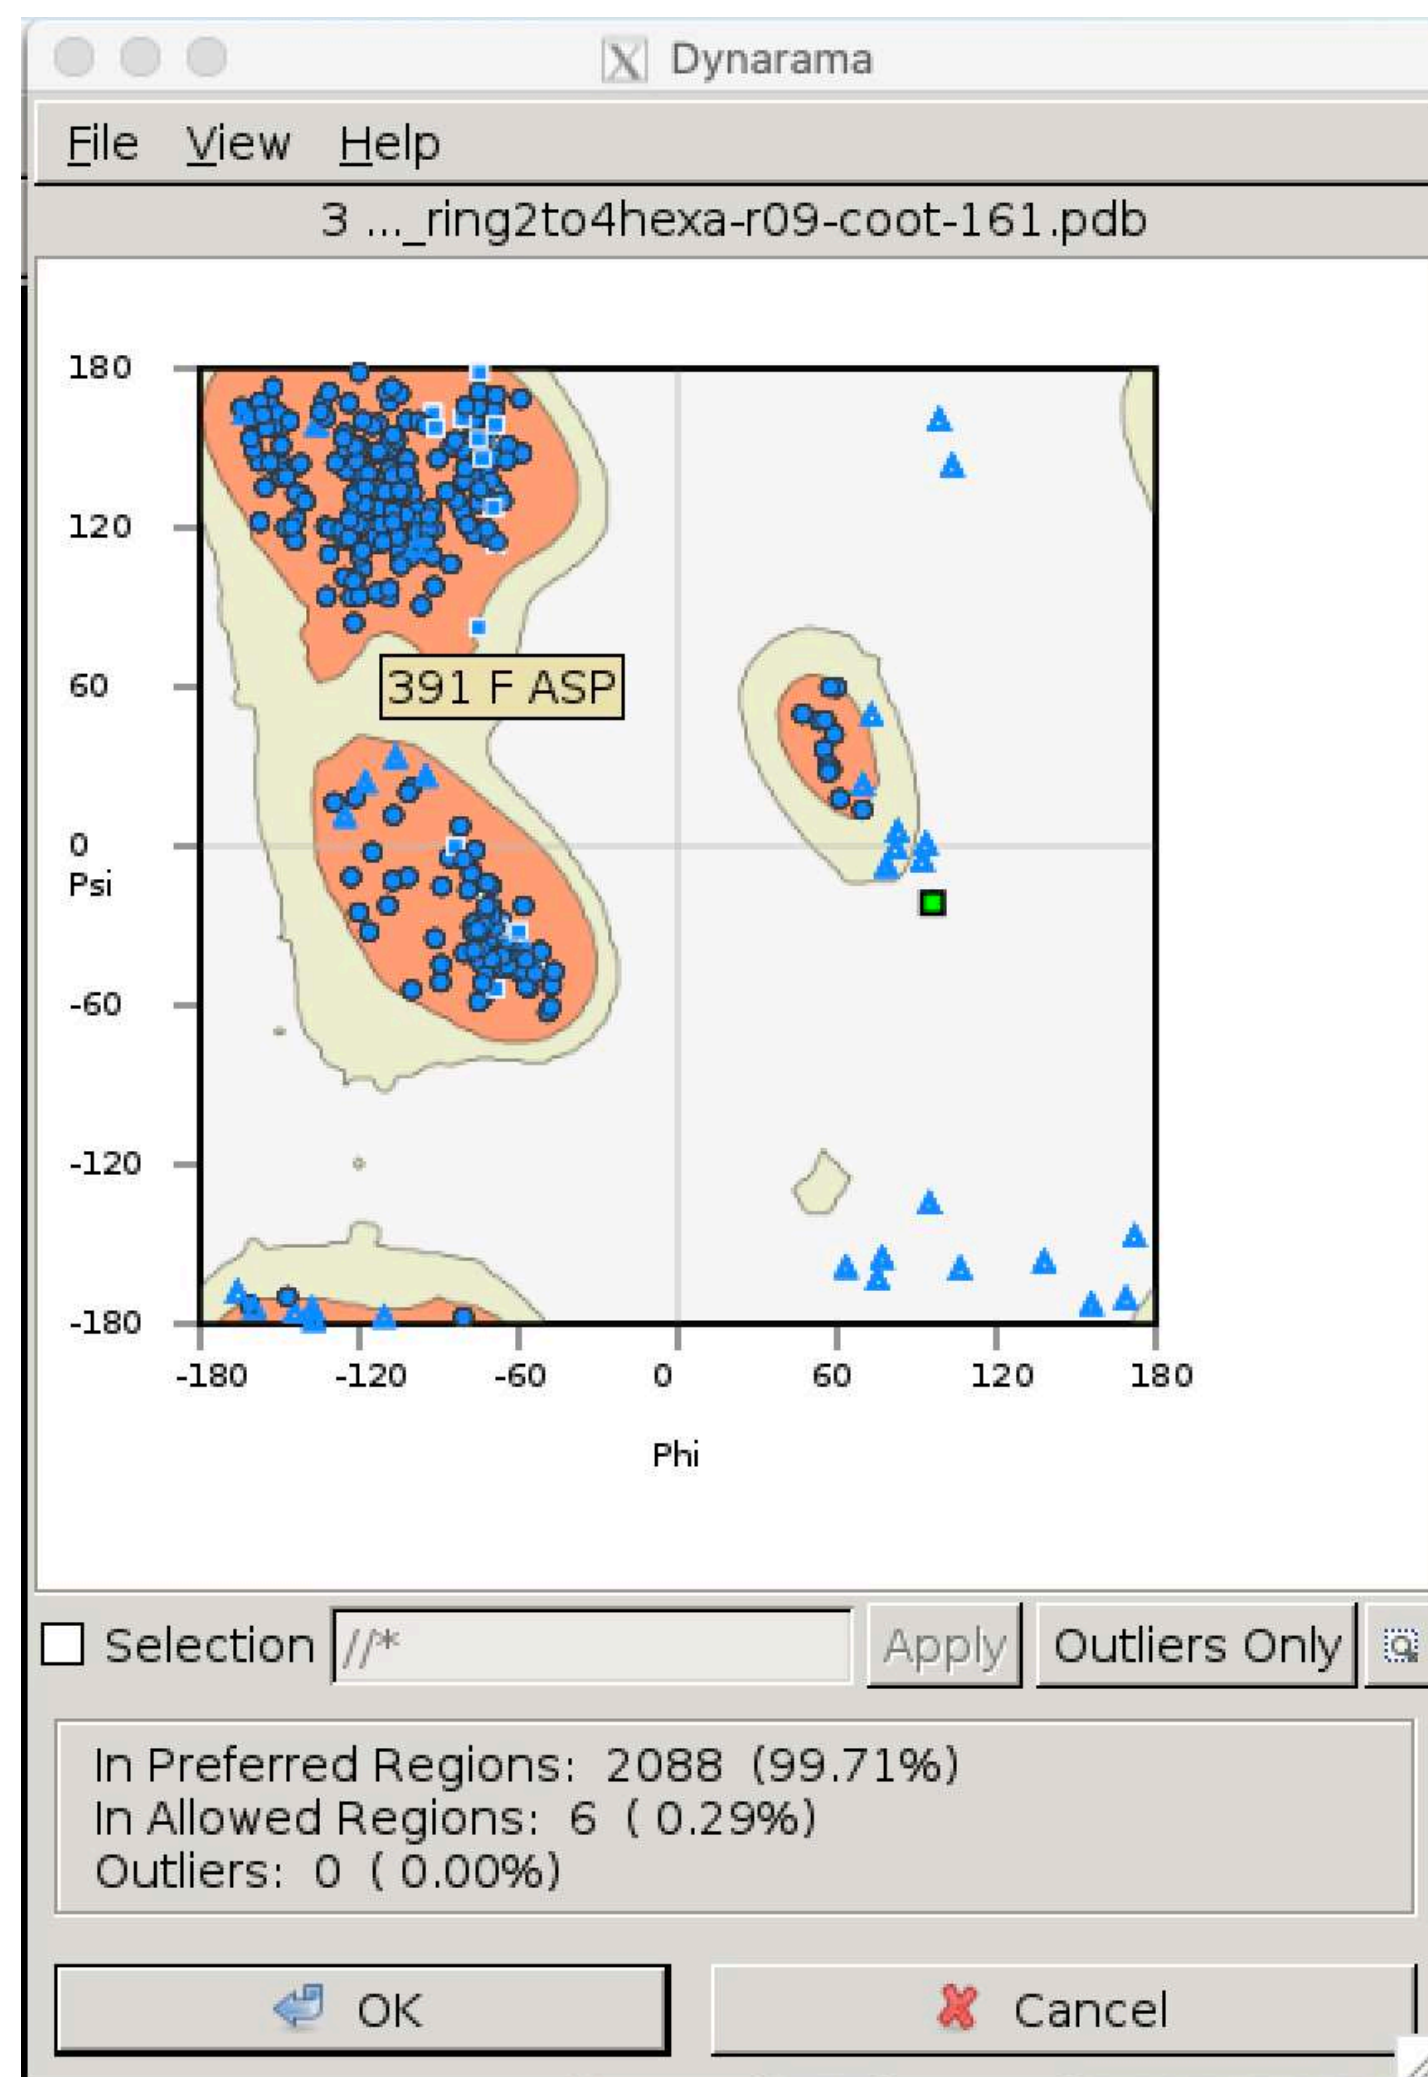 Dynarama
File View Help
3 ..._ring2to4hexa-r09-coot-161.pdb
180
120
60
391 F ASP
0
Psi
-60
-120
-180
-180 -120 -60 0 60 120 180
Phi
Selection //* Apply Outliers Only
In Preferred Regions: 2088 (99.71%)
In Allowed Regions: 6 ( 0.29%)
Outliers: 0 ( 0.00%)
OK Cancel